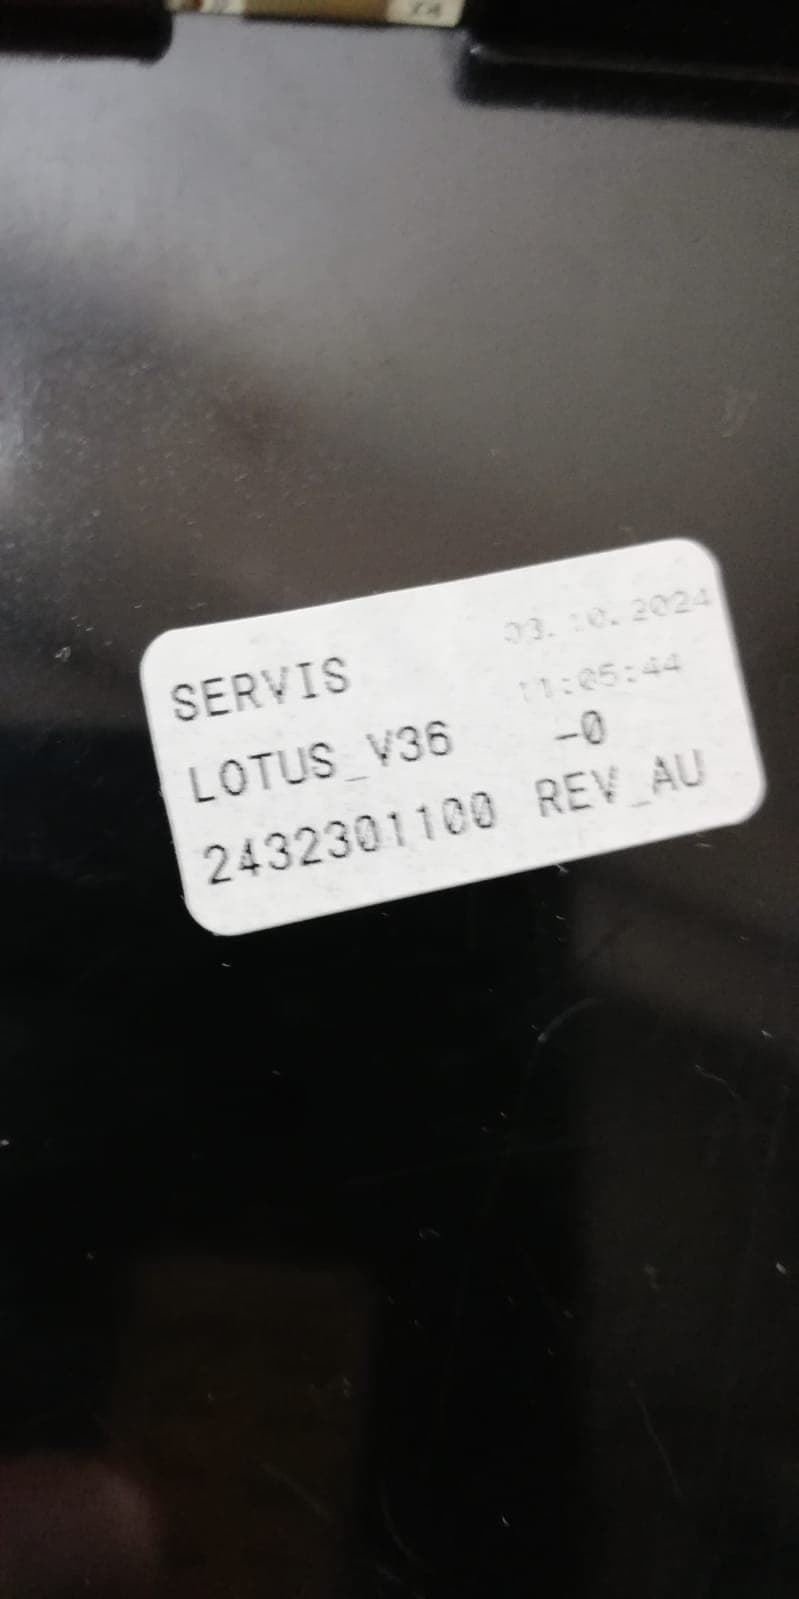 SERVIS 03.10.2024
11:05:44
LOTUS_V36 -0
2432301100 REV_AU